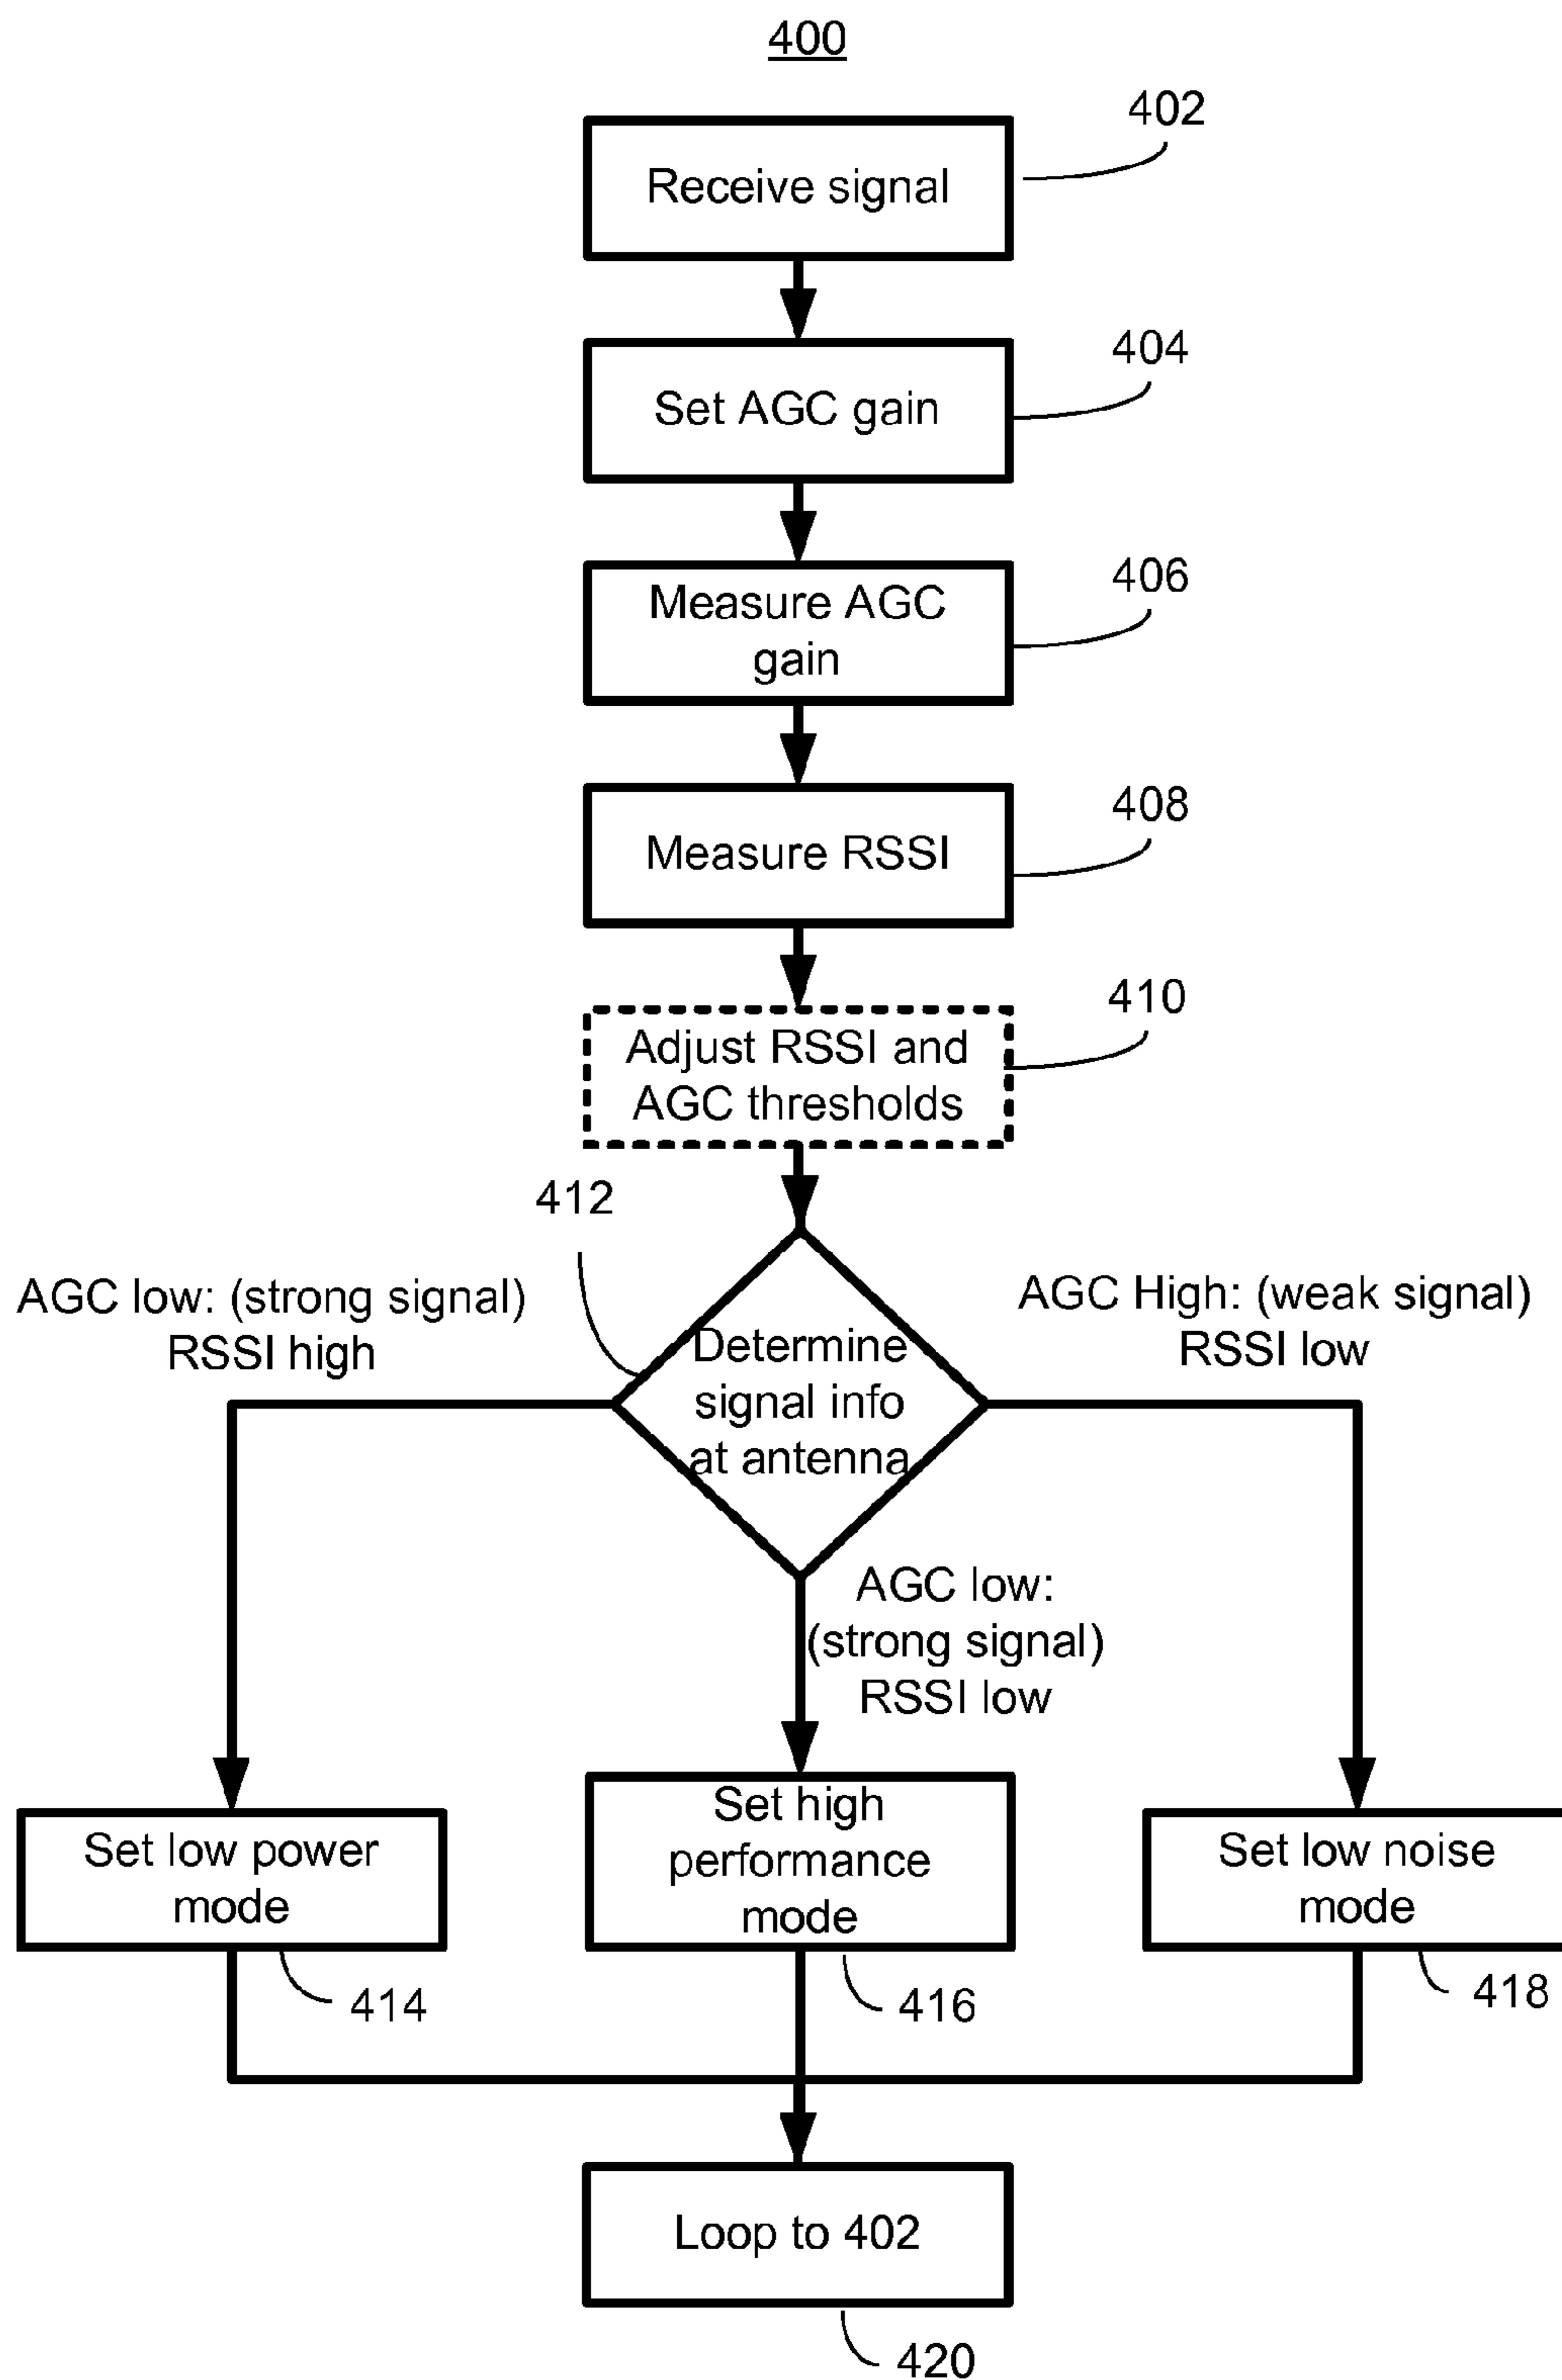 400
402
Receive signal
404
Set AGC gain
406
Measure AGC
gain
408
Measure RSSI
410
Adjust RSSI and
AGC thresholds
412
AGC low: (strong signal)
RSSI high
AGC High: (weak signal)
RSSI low
Determine
signal info
at antenna
AGC low:
(strong signal)
RSSI low
Set low power
mode
Set high
performance
mode
Set low noise
mode
414
416
418
Loop to 402
420